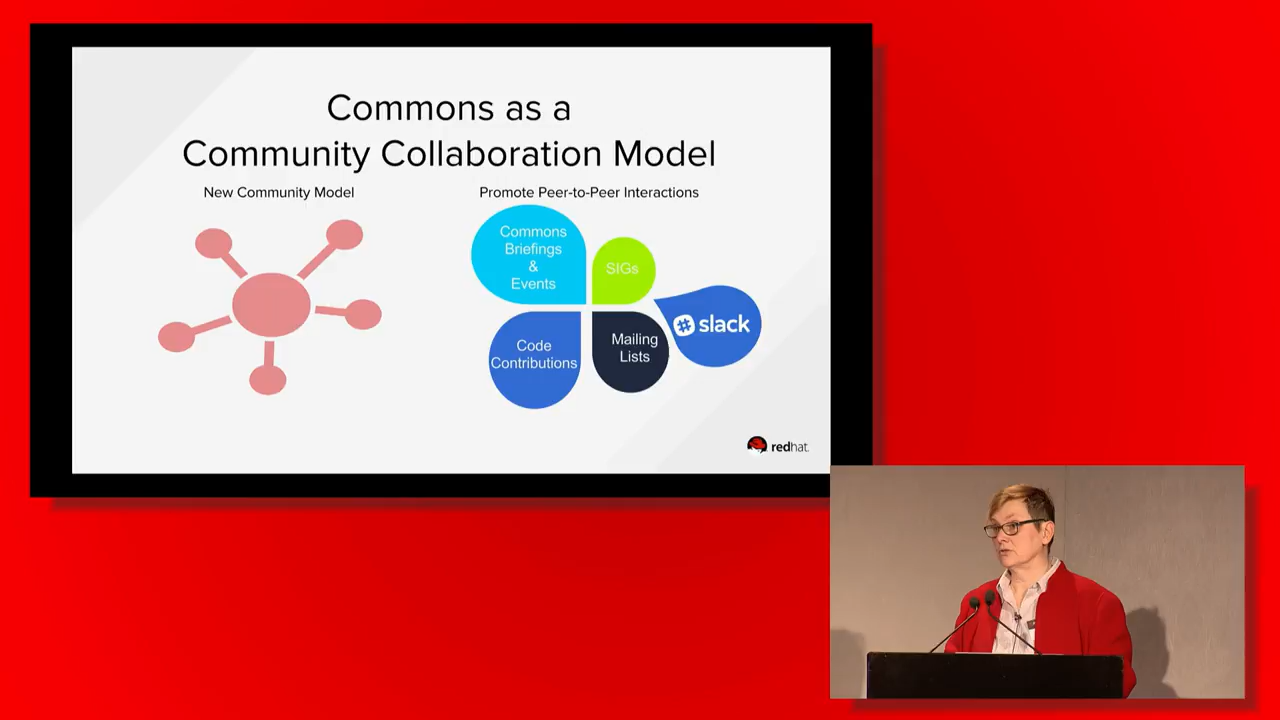 Commons as a
Community Collaboration Model
New Community Model
Promote Peer-to-Peer Interactions
Commons
Briefings
&
Events
SIGs
slack
Code
Contributions
Mailing
Lists
redhat.